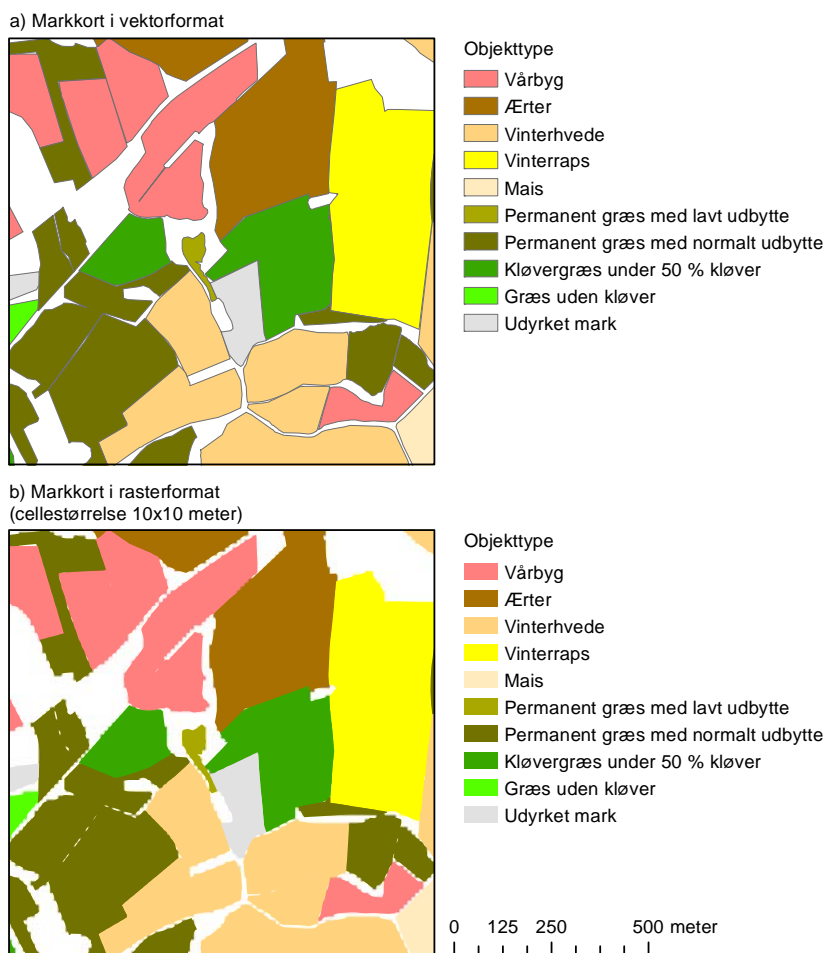 a) Markkort i vektorformat
Objekttype
Vårbyg
Ærter
Vinterhvede
Vinterraps
Mais
Permanent græs med lavt udbytte
Permanent græs med normalt udbytte
Kløvergræs under 50 % kløver
Græs uden kløver
Udyrket mark
b) Markkort i rasterformat
(cellestørrelse 10x10 meter)
Objekttype
Vårbyg
Ærter
Vinterhvede
Vinterraps
Mais
Permanent græs med lavt udbytte
Permanent græs med normalt udbytte
Kløvergræs under 50 % kløver
Græs uden kløver
Udyrket mark
0 125 250 500 meter